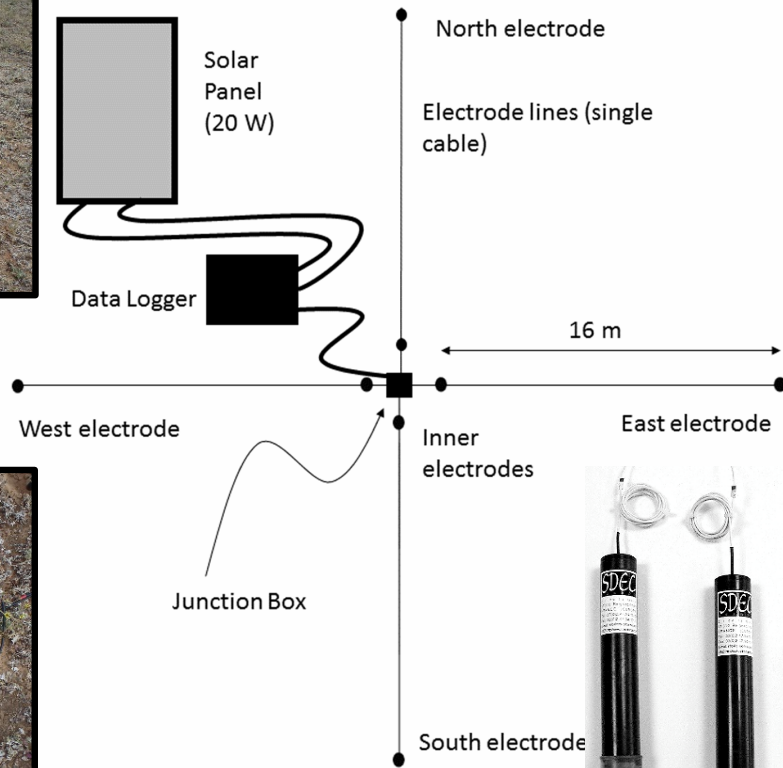 North electrode
Solar
Panel
(20 W)
Electrode lines (single
cable)
Data Logger
16 m
West electrode
East electrode
Inner
electrodes
Junction Box
South electrode
SDEC
SDEC